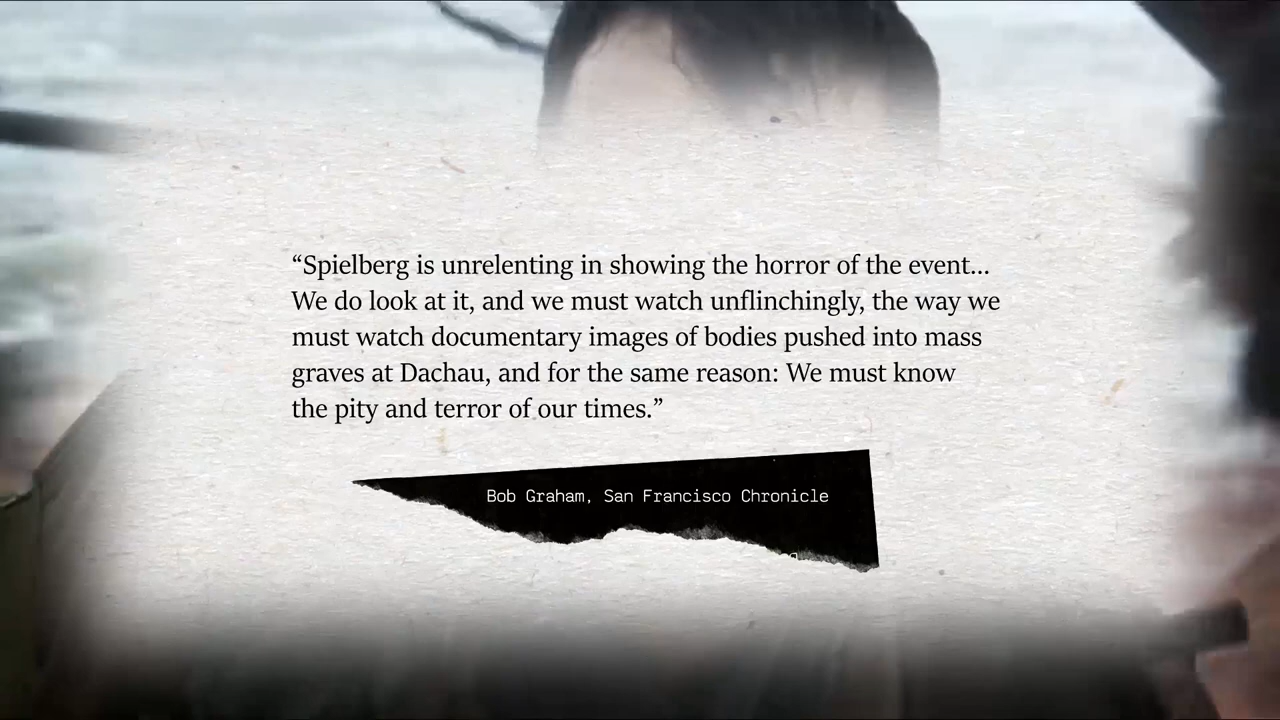 “Spielberg is unrelenting in showing the horror of the event...
We do look at it, and we must watch unflinchingly, the way we
must watch documentary images of bodies pushed into mass
graves at Dachau, and for the same reason: We must know
the pity and terror of our times.”
Bob Graham, San Francisco Chronicle